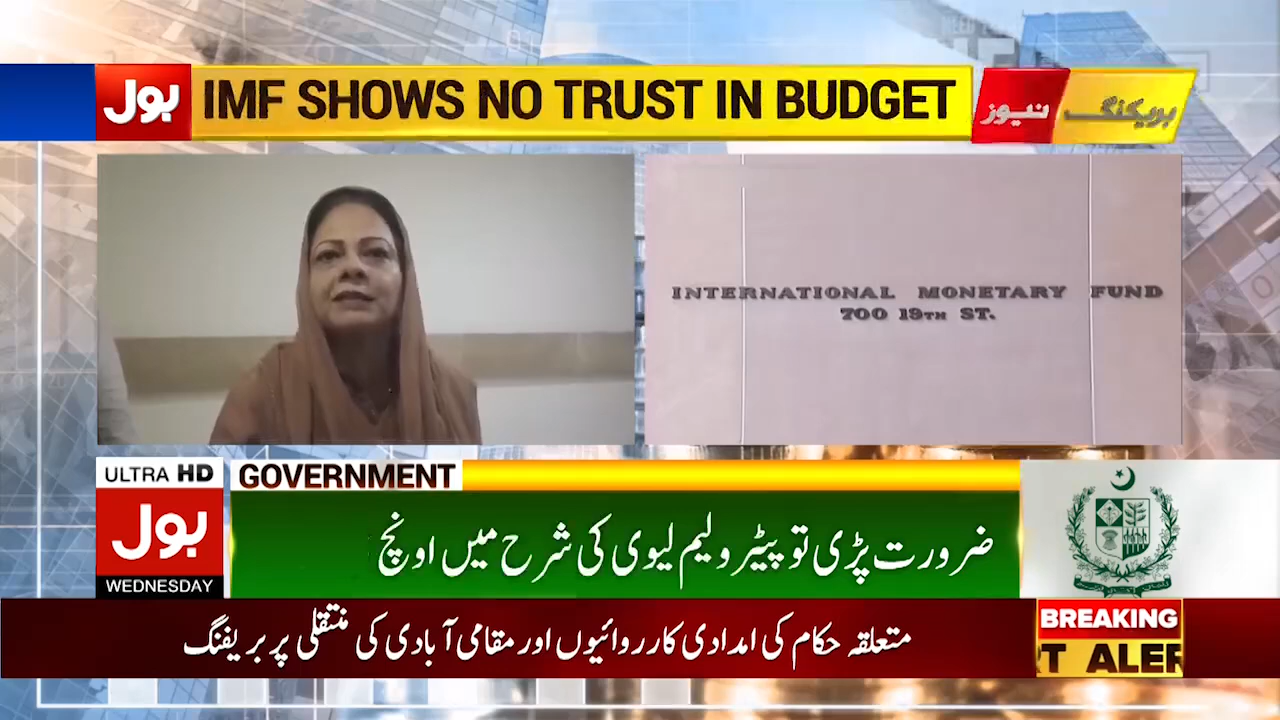 بول
IMF SHOWS NO TRUST IN BUDGET
بریکنگ
نیوز
INTERNATIONAL MONETARY FUND
700 19TH ST.
ULTRA HD
بول
WEDNESDAY
GOVERNMENT
ضرورت پڑی تو پیٹرولیم لیوی کی شرح میں اونچ
متعلقہ حکام کی امدادی کارروائیوں اور مقامی آبادی کی منتقلی پر بریفنگ
BREAKING
RT ALER